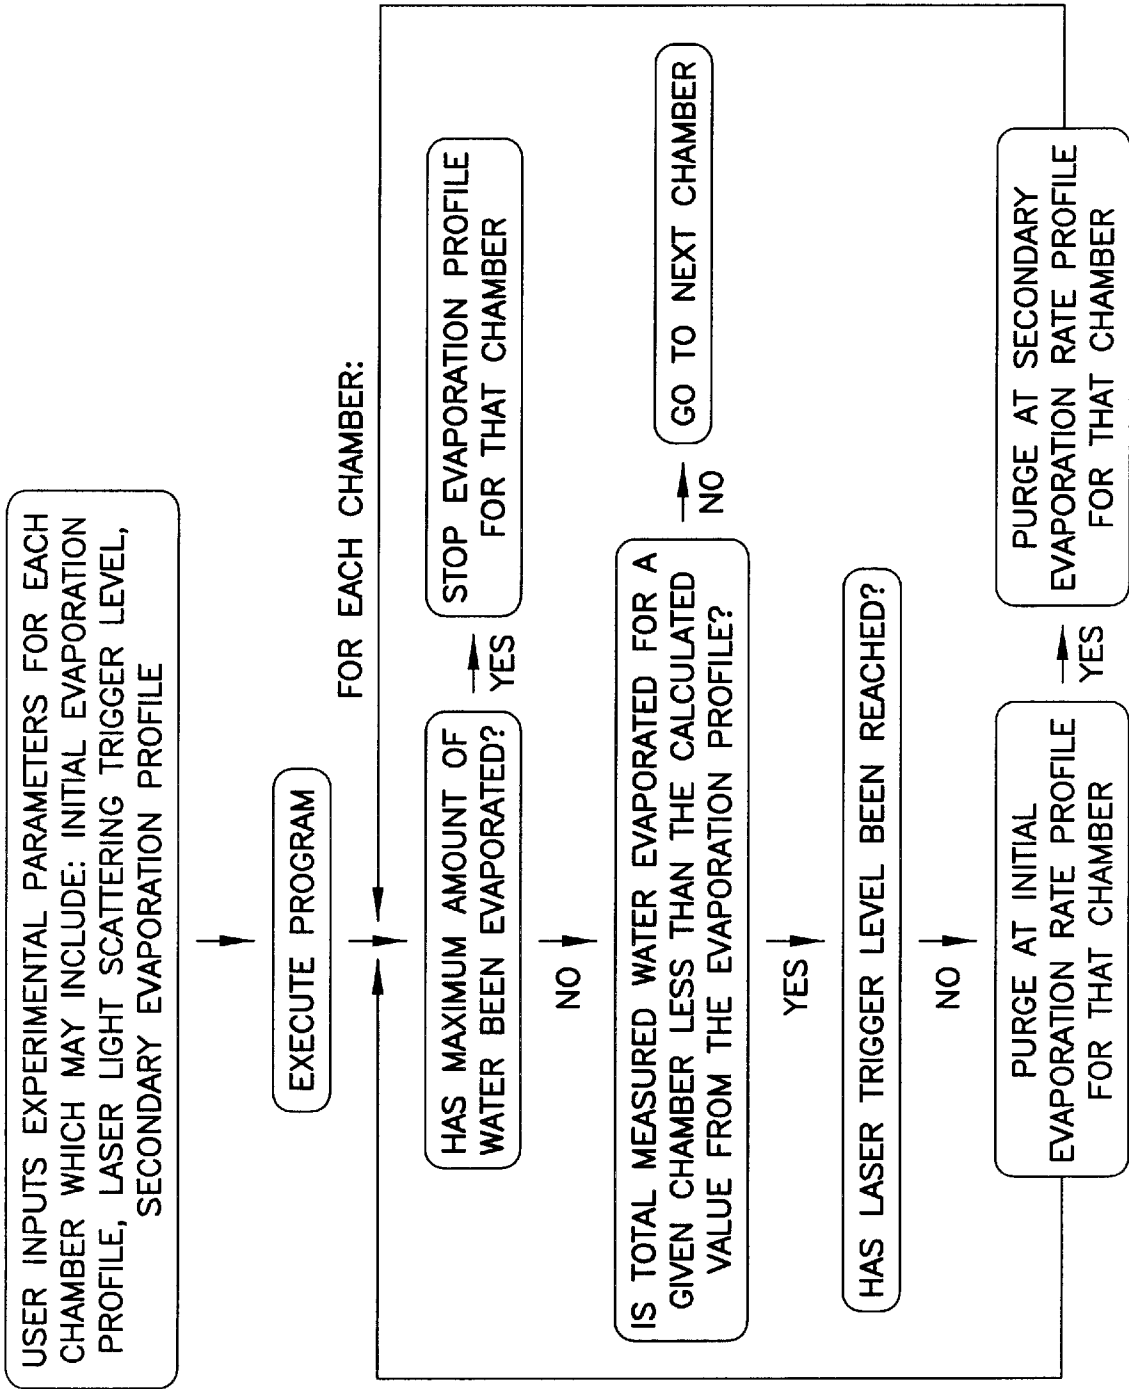 USER INPUTS EXPERIMENTAL PARAMETERS FOR EACH
CHAMBER WHICH MAY INCLUDE: INITIAL EVAPORATION
PROFILE, LASER LIGHT SCATTERING TRIGGER LEVEL,
SECONDARY EVAPORATION PROFILE
EXECUTE PROGRAM
FOR EACH CHAMBER:
HAS MAXIMUM AMOUNT OF
WATER BEEN EVAPORATED?
YES
STOP EVAPORATION PROFILE
FOR THAT CHAMBER
NO
IS TOTAL MEASURED WATER EVAPORATED FOR A
GIVEN CHAMBER LESS THAN THE CALCULATED
VALUE FROM THE EVAPORATION PROFILE?
NO
GO TO NEXT CHAMBER
YES
HAS LASER TRIGGER LEVEL BEEN REACHED?
NO
PURGE AT INITIAL
EVAPORATION RATE PROFILE
FOR THAT CHAMBER
YES
PURGE AT SECONDARY
EVAPORATION RATE PROFILE
FOR THAT CHAMBER